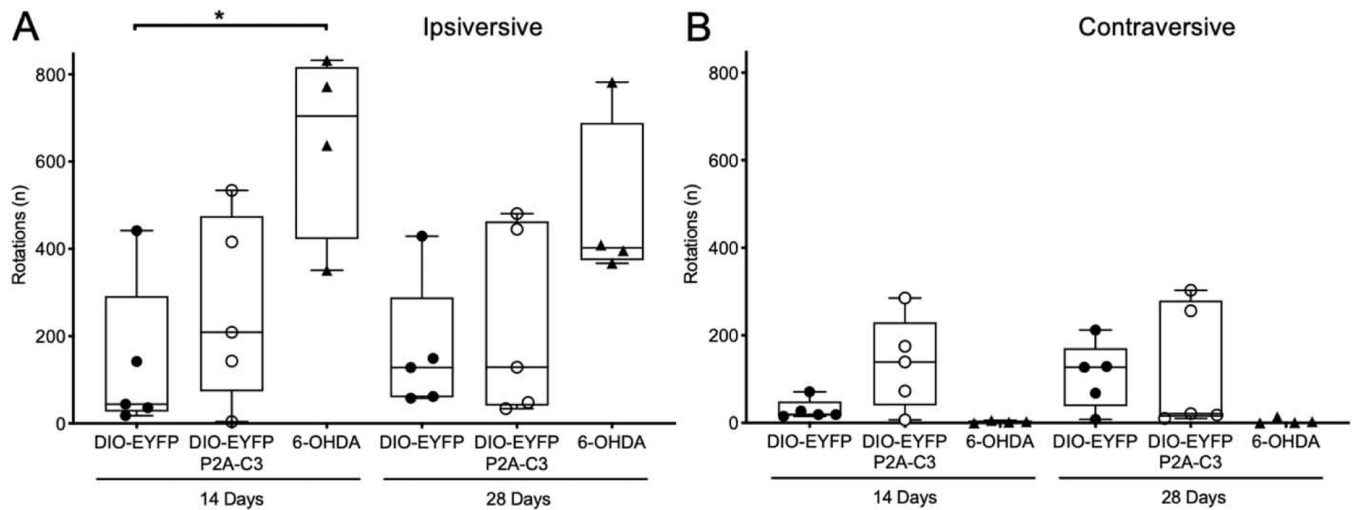 A
*
Ipsiversive
Rotations (n)
800
600
400
200
0
DIO-EYFP DIO-EYFP 6-OHDA DIO-EYFP DIO-EYFP 6-OHDA
P2A-C3 P2A-C3
14 Days 28 Days
B
Contraversive
Rotations (n)
800
600
400
200
0
DIO-EYFP DIO-EYFP 6-OHDA DIO-EYFP DIO-EYFP 6-OHDA
P2A-C3 P2A-C3
14 Days 28 Days